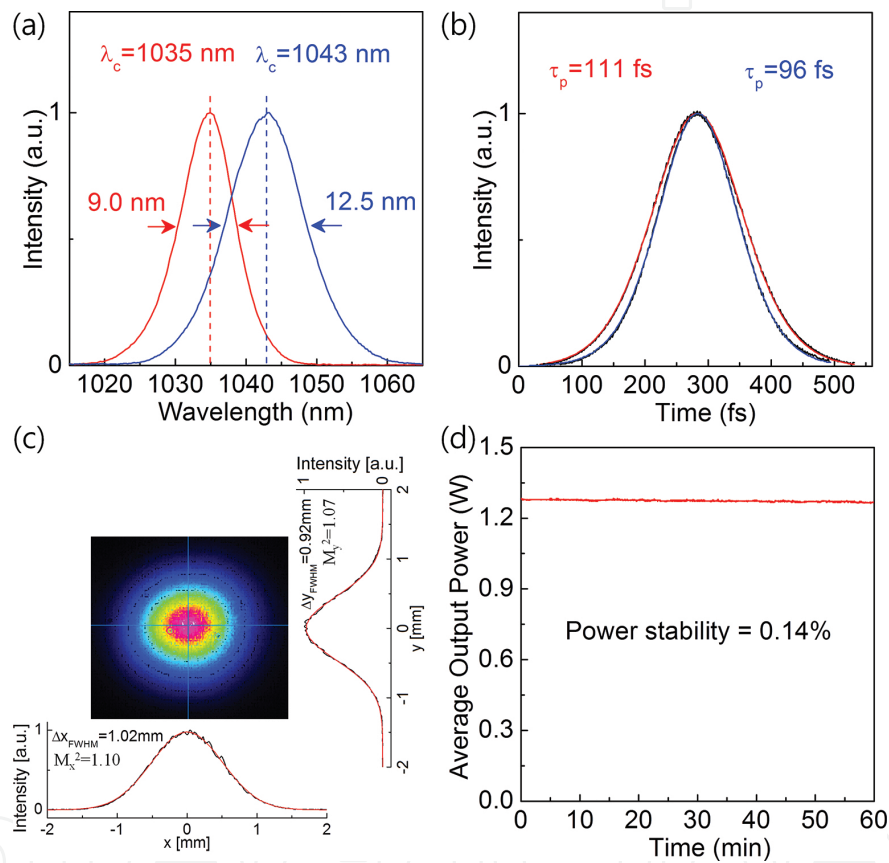 (a)
λc=1035 nm
λc=1043 nm
9.0 nm
12.5 nm
1
0
Intensity (a.u.)
1020
1030
1040
1050
1060
Wavelength (nm)
(b)
τp=111 fs
τp=96 fs
1
0
Intensity (a.u.)
0
100
200
300
400
500
Time (fs)
(c)
Intensity [a.u.]
1
0
ΔyFWHM=0.92mm
My²=1.07
2
1
0
-1
-2
y [mm]
ΔxFWHM=1.02mm
Mx²=1.10
Intensity [a.u.]
1
0
-2
-1
0
1
2
x [mm]
(d)
1.5
1.2
0.9
0.6
0.3
0.0
Average Output Power (W)
Power stability = 0.14%
0
10
20
30
40
50
60
Time (min)